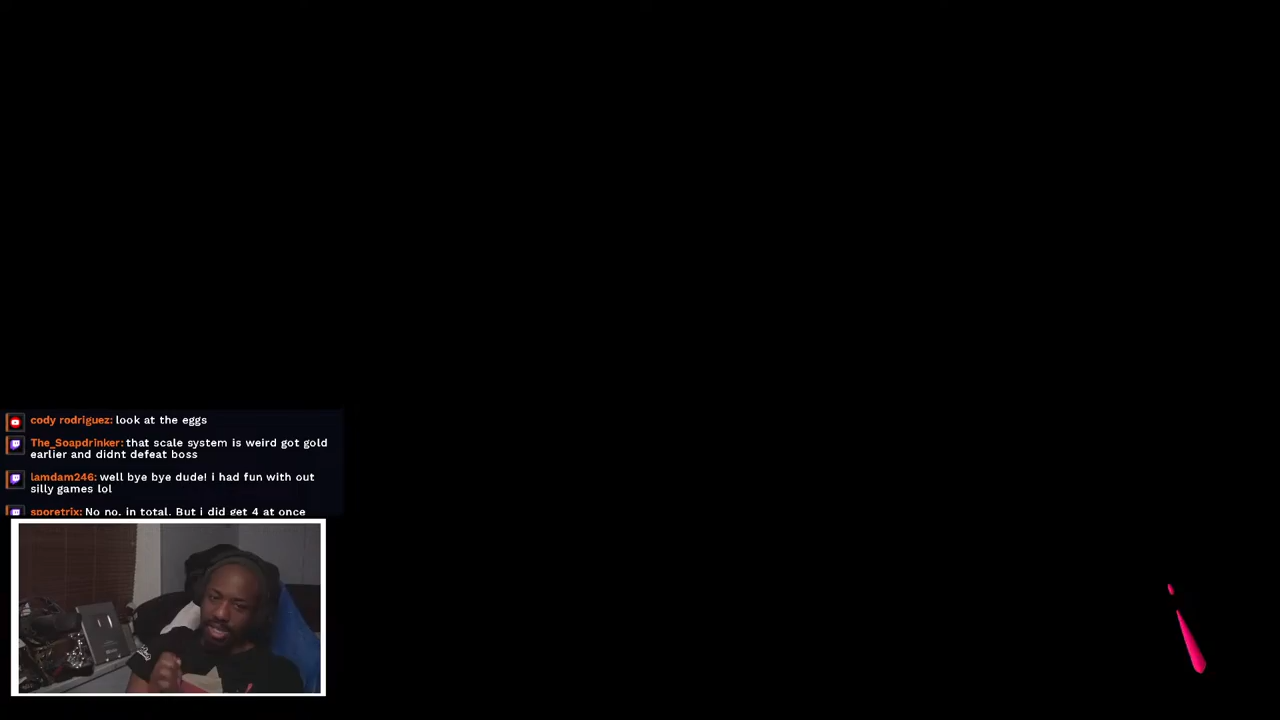 cody rodriguez: look at the eggs
The_Soapdrinker: that scale system is weird got gold
earlier and didnt defeat boss
lamdam246: well bye bye dude! i had fun with out
silly games lol
sporetrix: No no, in total. But i did get 4 at once